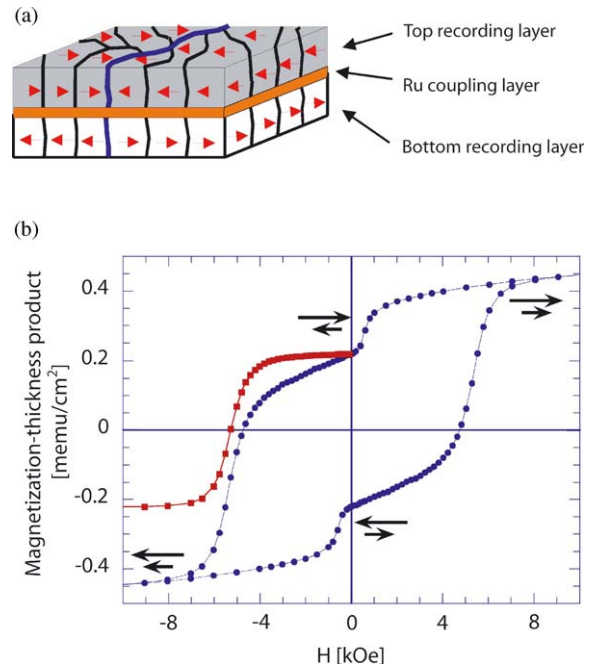 (a)
Top recording layer
Ru coupling layer
Bottom recording layer
(b)
Magnetization-thickness product
[memu/cm²]
0.4
0.2
0
-0.2
-0.4
-8
-4
0
4
8
H [kOe]